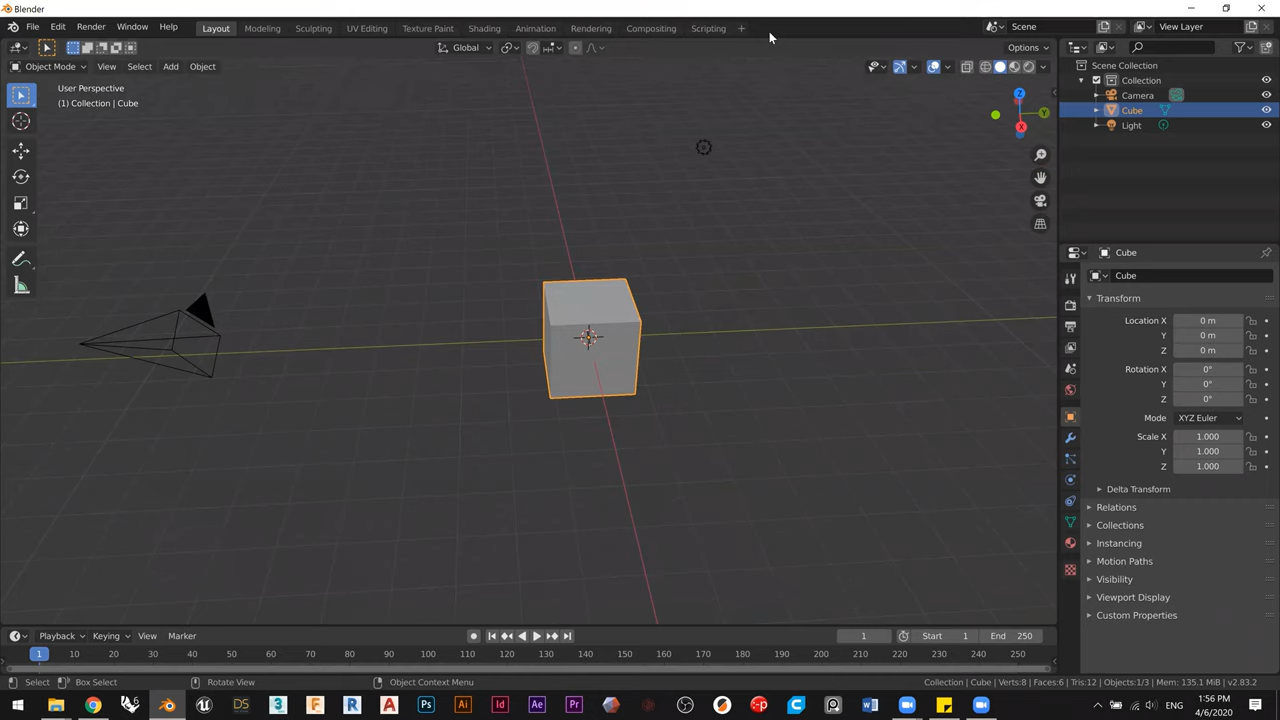 Blender
File Edit Render Window Help
Layout Modeling Sculpting UV Editing Texture Paint Shading Animation Rendering Compositing Scripting +
Scene
View Layer
Global
Options
Object Mode View Select Add Object
User Perspective
(1) Collection | Cube
Z
Y
X
Scene Collection
Collection
Camera
Cube
Light
Cube
Cube
Transform
Location X 0 m
Y 0 m
Z 0 m
Rotation X 0°
Y 0°
Z 0°
Mode XYZ Euler
Scale X 1.000
Y 1.000
Z 1.000
Delta Transform
Relations
Collections
Instancing
Motion Paths
Visibility
Viewport Display
Custom Properties
Playback Keying View Marker
1 Start 1 End 250
1 10 20 30 40 50 60 70 80 90 100 110 120 130 140 150 160 170 180 190 200 210 220 230 240 250
Select Box Select Rotate View Object Context Menu
Collection | Cube | Verts:8 | Faces:6 | Tris:12 | Objects:1/3 | Mem: 135.1 MiB | v2.83.2
DS 3 F R A Ps Ai Id Ae Pr
1:56 PM
4/6/2020